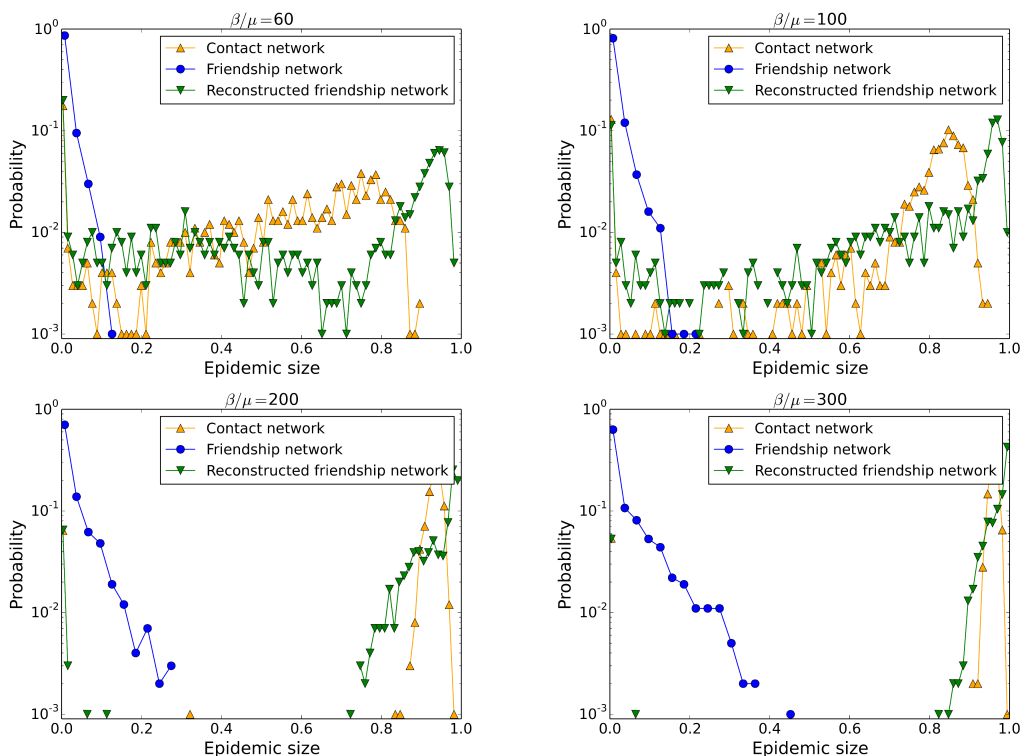 β/μ=60
10^0
Contact network
Friendship network
Reconstructed friendship network
10^-1
Probability
10^-2
10^-3
0.0 0.2 0.4 0.6 0.8 1.0
Epidemic size
β/μ=100
10^0
Contact network
Friendship network
Reconstructed friendship network
10^-1
Probability
10^-2
10^-3
0.0 0.2 0.4 0.6 0.8 1.0
Epidemic size
β/μ=200
10^0
Contact network
Friendship network
Reconstructed friendship network
10^-1
Probability
10^-2
10^-3
0.0 0.2 0.4 0.6 0.8 1.0
Epidemic size
β/μ=300
10^0
Contact network
Friendship network
Reconstructed friendship network
10^-1
Probability
10^-2
10^-3
0.0 0.2 0.4 0.6 0.8 1.0
Epidemic size